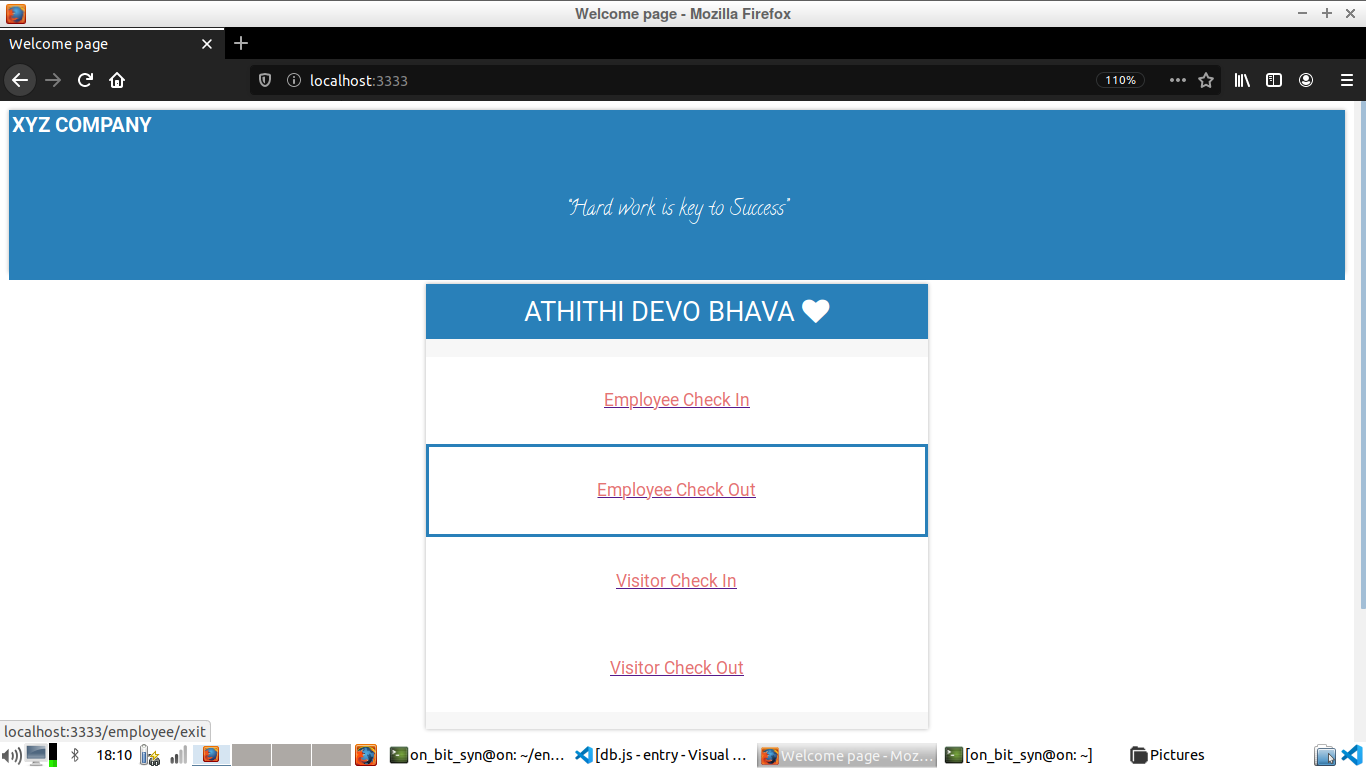 Welcome page - Mozilla Firefox
Welcome page
localhost:3333
110%
XYZ COMPANY
"Hard work is key to Success"
ATHITHI DEVO BHAVA
Employee Check In
Employee Check Out
Visitor Check In
Visitor Check Out
localhost:3333/employee/exit
18:10
on_bit_syn@on: ~/en...
[db.js - entry - Visual ...
Welcome page - Moz...
[on_bit_syn@on: ~]
Pictures